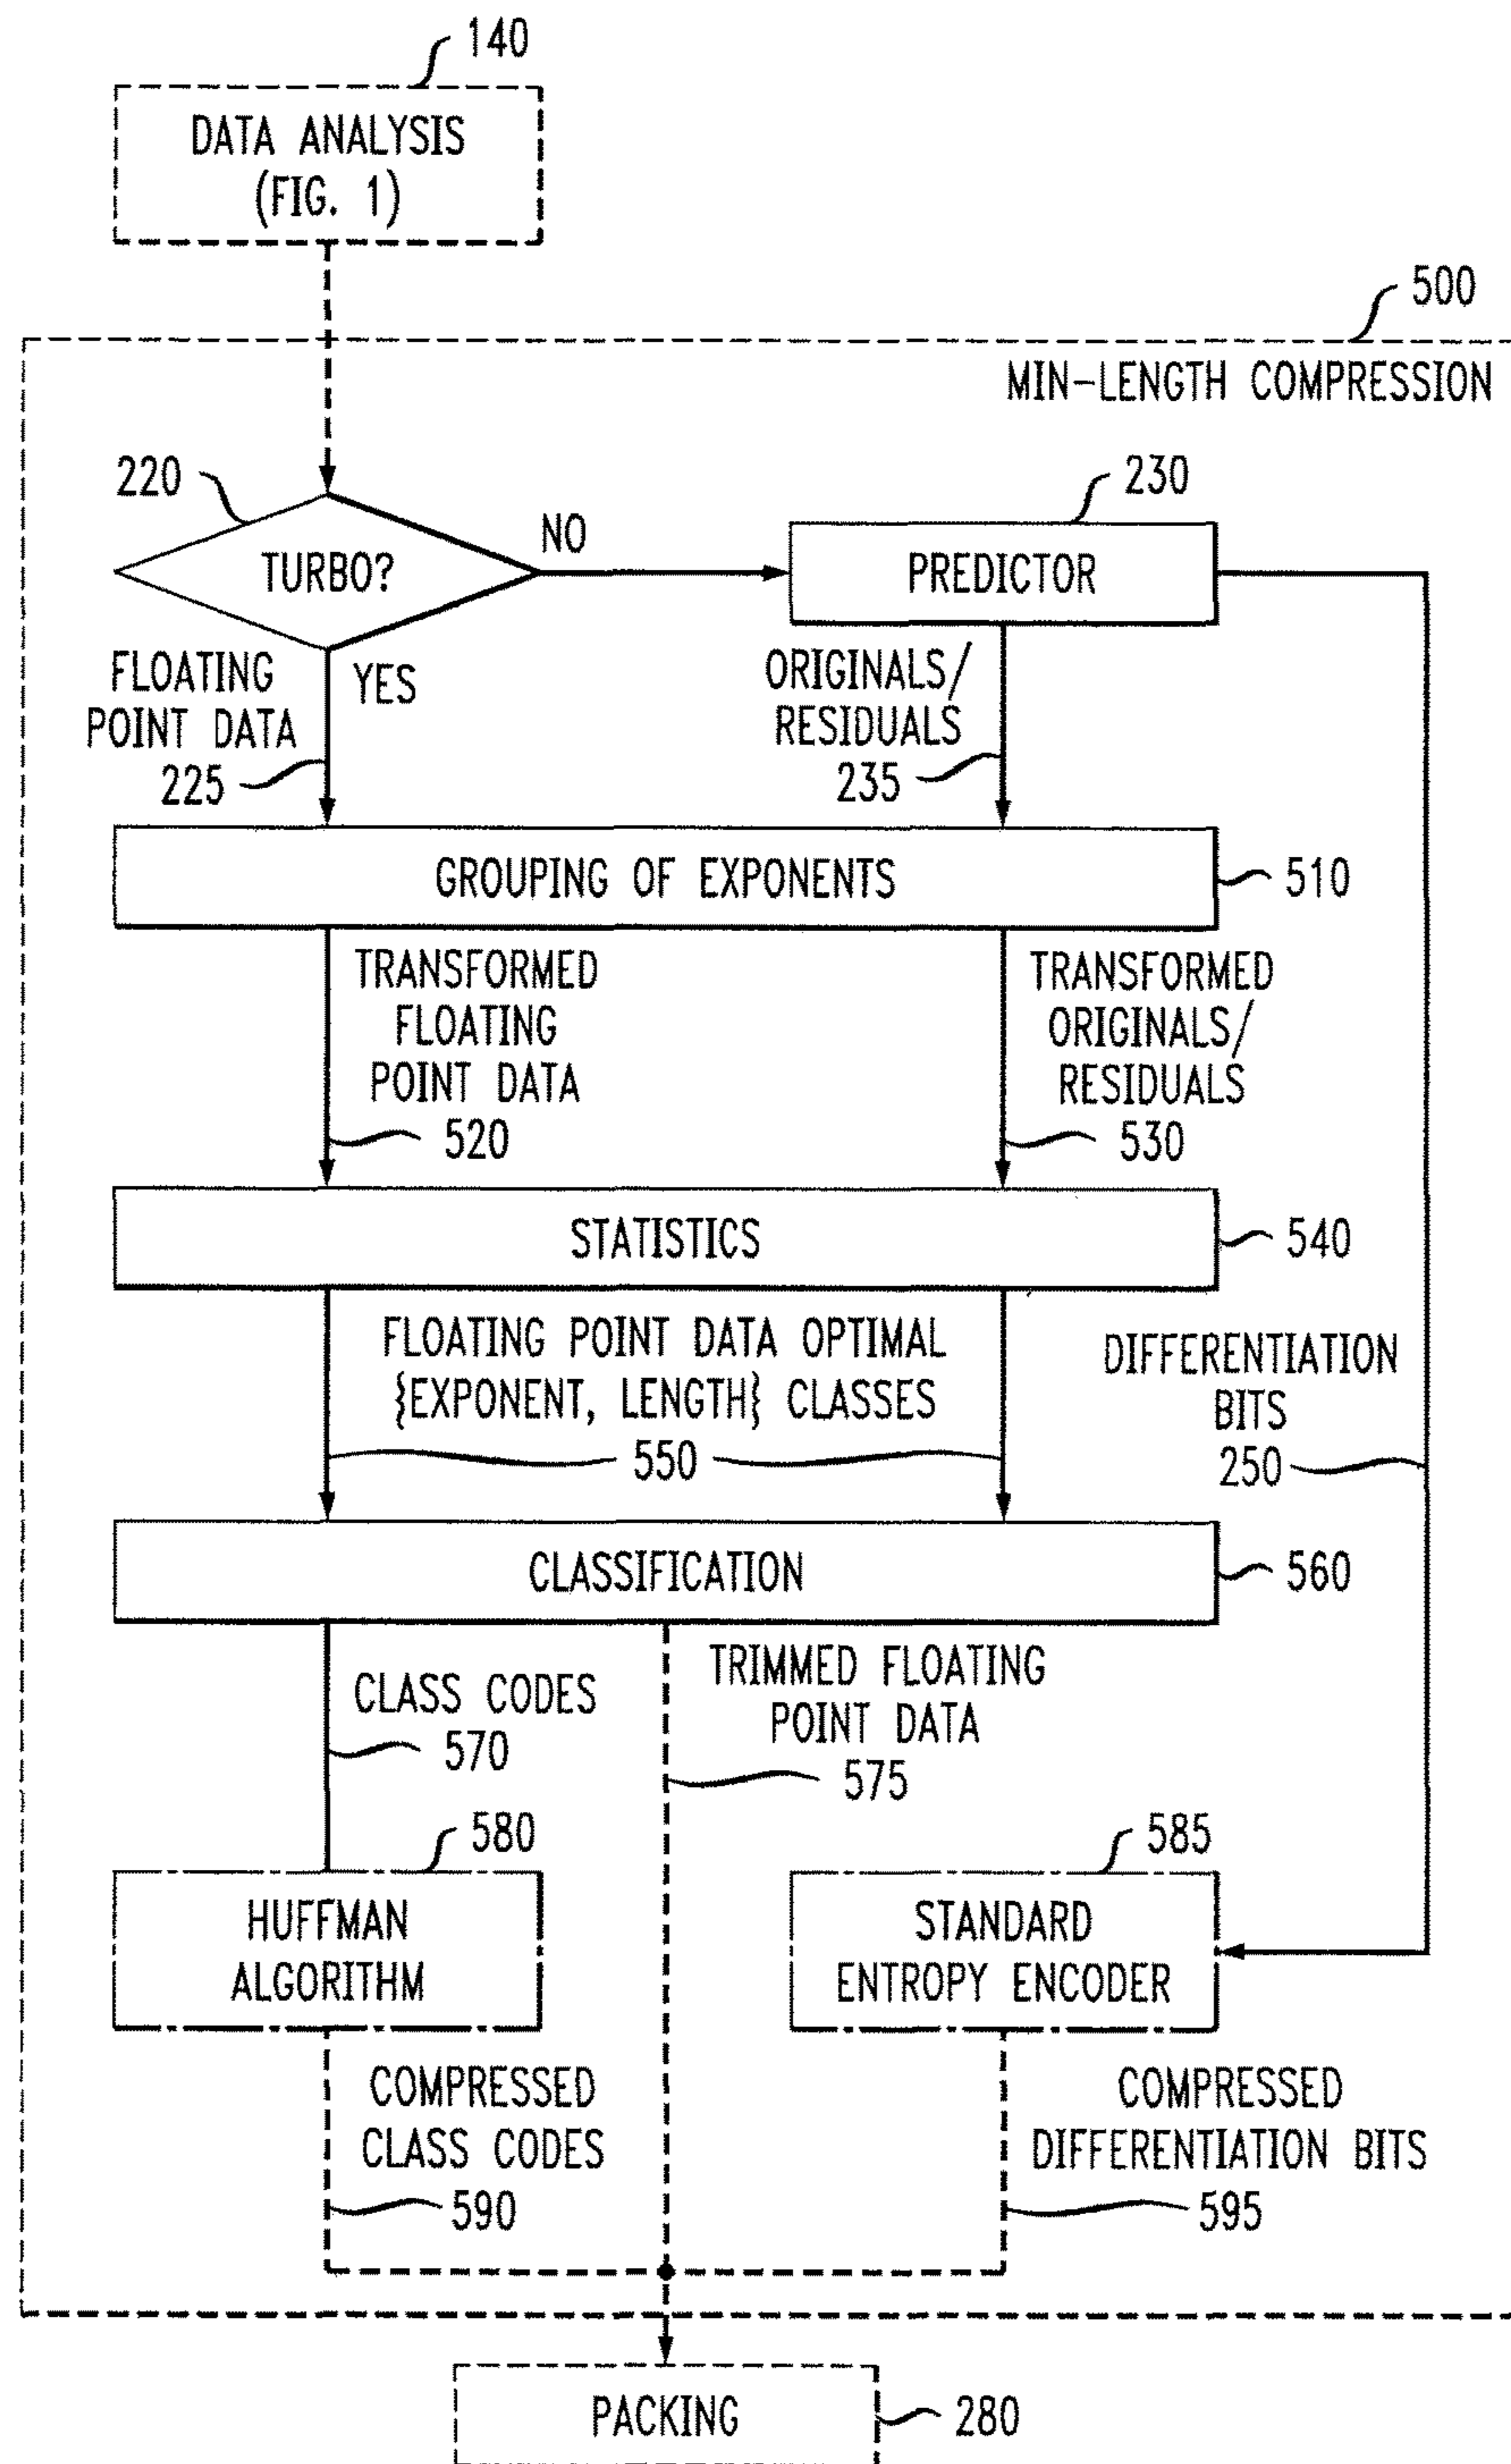 140
DATA ANALYSIS
(FIG. 1)
500
MIN-LENGTH COMPRESSION
220
TURBO?
NO
230
PREDICTOR
FLOATING
POINT DATA
225
YES
ORIGINALS/
RESIDUALS
235
GROUPING OF EXPONENTS
510
TRANSFORMED
FLOATING
POINT DATA
520
TRANSFORMED
ORIGINALS/
RESIDUALS
530
STATISTICS
540
FLOATING POINT DATA OPTIMAL
{EXPONENT, LENGTH} CLASSES
550
DIFFERENTIATION
BITS
250
CLASSIFICATION
560
CLASS CODES
570
TRIMMED FLOATING
POINT DATA
575
580
HUFFMAN
ALGORITHM
585
STANDARD
ENTROPY ENCODER
COMPRESSED
CLASS CODES
590
COMPRESSED
DIFFERENTIATION BITS
595
PACKING
280